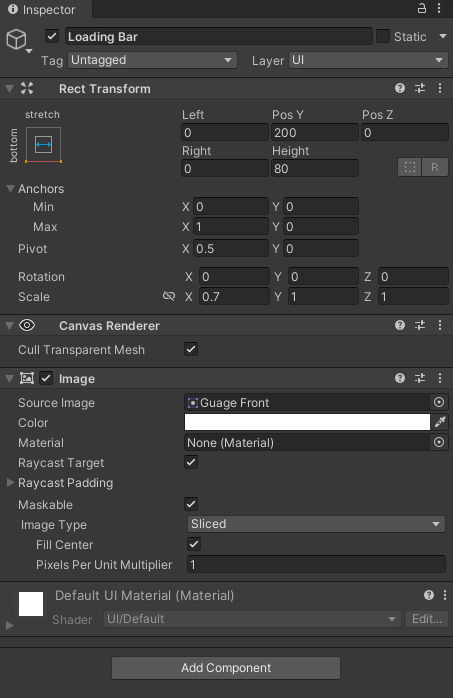 Inspector
Loading Bar
Static
Tag Untagged Layer UI
Rect Transform
stretch
bottom
Left Pos Y Pos Z
0 200 0
Right Height
0 80
R
Anchors
Min X 0 Y 0
Max X 1 Y 0
Pivot X 0.5 Y 0
Rotation X 0 Y 0 Z 0
Scale X 0.7 Y 1 Z 1
Canvas Renderer
Cull Transparent Mesh
Image
Source Image Guage Front
Color
Material None (Material)
Raycast Target
Raycast Padding
Maskable
Image Type Sliced
Fill Center
Pixels Per Unit Multiplier 1
Default UI Material (Material)
Shader UI/Default Edit...
Add Component